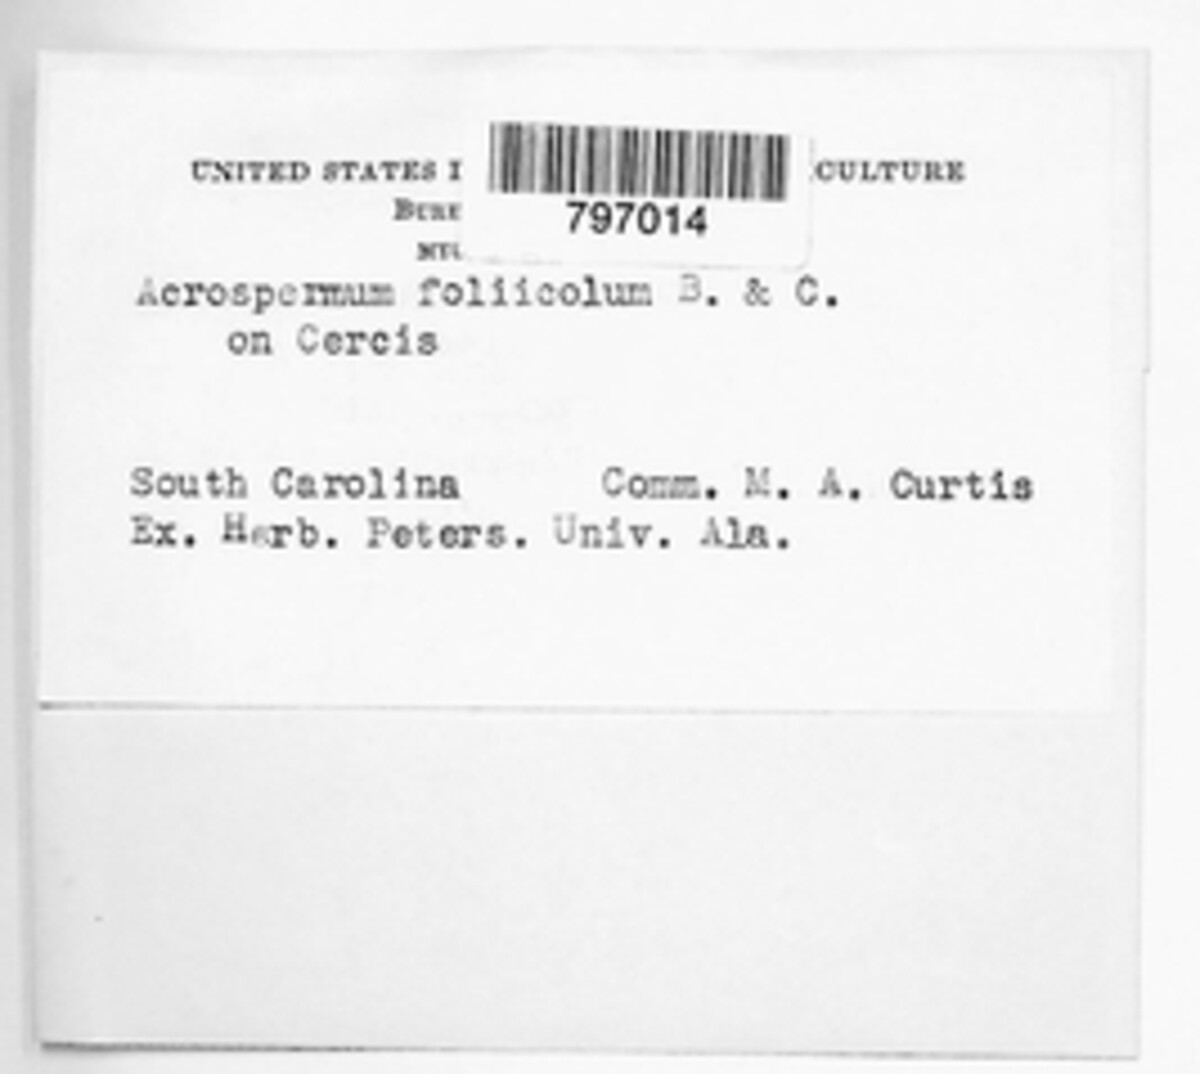 UNITED STATES CULTURE
797014
Acrospermum foliicolum B. & C.
on Cercis
South Carolina Comm. M. A. Curtis
Ex. Herb. Peters. Univ. Ala.